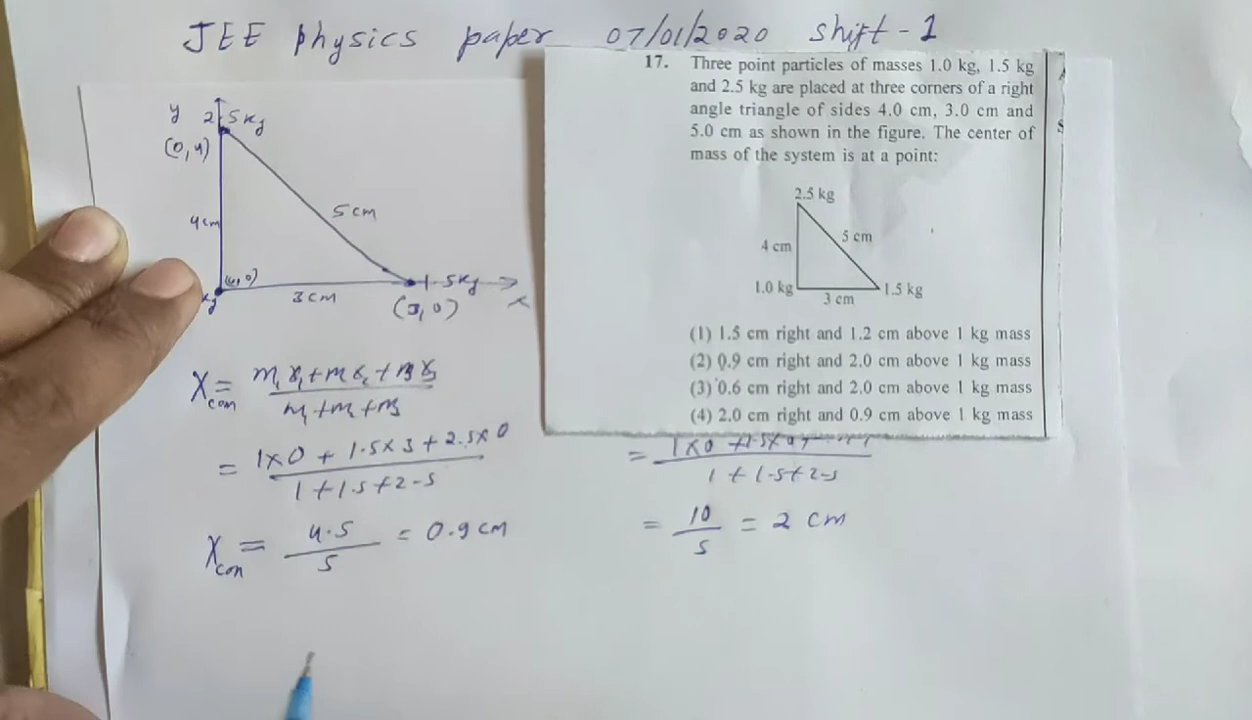 JEE physics paper 07/01/2020 shift-1
17. Three point particles of masses 1.0 kg, 1.5 kg
and 2.5 kg are placed at three corners of a right
angle triangle of sides 4.0 cm, 3.0 cm and
5.0 cm as shown in the figure. The center of
mass of the system is at a point:
2.5 kg
4 cm
5 cm
1.0 kg
1.5 kg
3 cm
(1) 1.5 cm right and 1.2 cm above 1 kg mass
(2) 0.9 cm right and 2.0 cm above 1 kg mass
(3) 0.6 cm right and 2.0 cm above 1 kg mass
(4) 2.0 cm right and 0.9 cm above 1 kg mass
y 2.5kg
(0,4)
4cm
5cm
(0,0)
kg
3cm
1.5kg
x
(3,0)
Xcom = m1x1+m2x2+m3x3
m1+m2+m3
= 1x0 + 1.5x3 + 2.5x0
1+1.5+2-5
Xcom = 4.5
5
= 0.9cm
=
1+1-5+2-5
= 10
5
= 2 cm